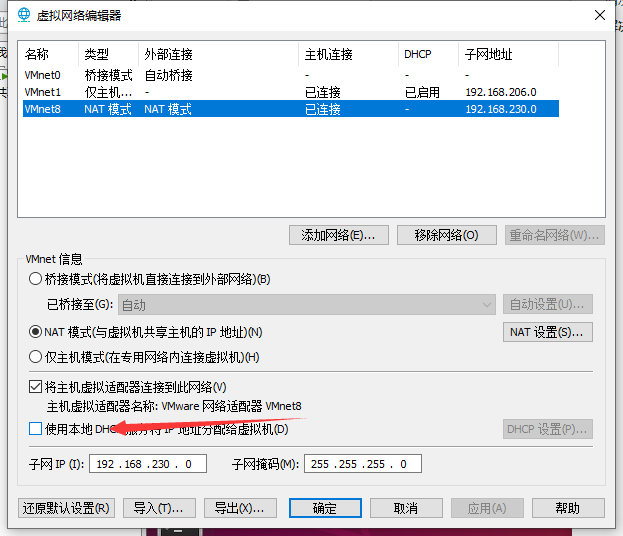 虚拟网络编辑器
名称 类型 外部连接 主机连接 DHCP 子网地址
VMnet0 桥接模式 自动桥接 - - -
VMnet1 仅主机... - 已连接 已启用 192.168.206.0
VMnet8 NAT 模式 NAT 模式 已连接 - 192.168.230.0
添加网络(E)... 移除网络(O) 重命名网络(W)...
VMnet 信息
桥接模式(将虚拟机直接连接到外部网络)(B)
已桥接至(G): 自动 自动设置(U)...
NAT 模式(与虚拟机共享主机的 IP 地址)(N) NAT 设置(S)...
仅主机模式(在专用网络内连接虚拟机)(H)
将主机虚拟适配器连接到此网络(V)
主机虚拟适配器名称: VMware 网络适配器 VMnet8
使用本地 DHCP 服务将 IP 地址分配给虚拟机(D) DHCP 设置(P)...
子网 IP (I): 192 . 168 . 230 . 0 子网掩码(M): 255 . 255 . 255 . 0
还原默认设置(R) 导入(T)... 导出(X)... 确定 取消 应用(A) 帮助